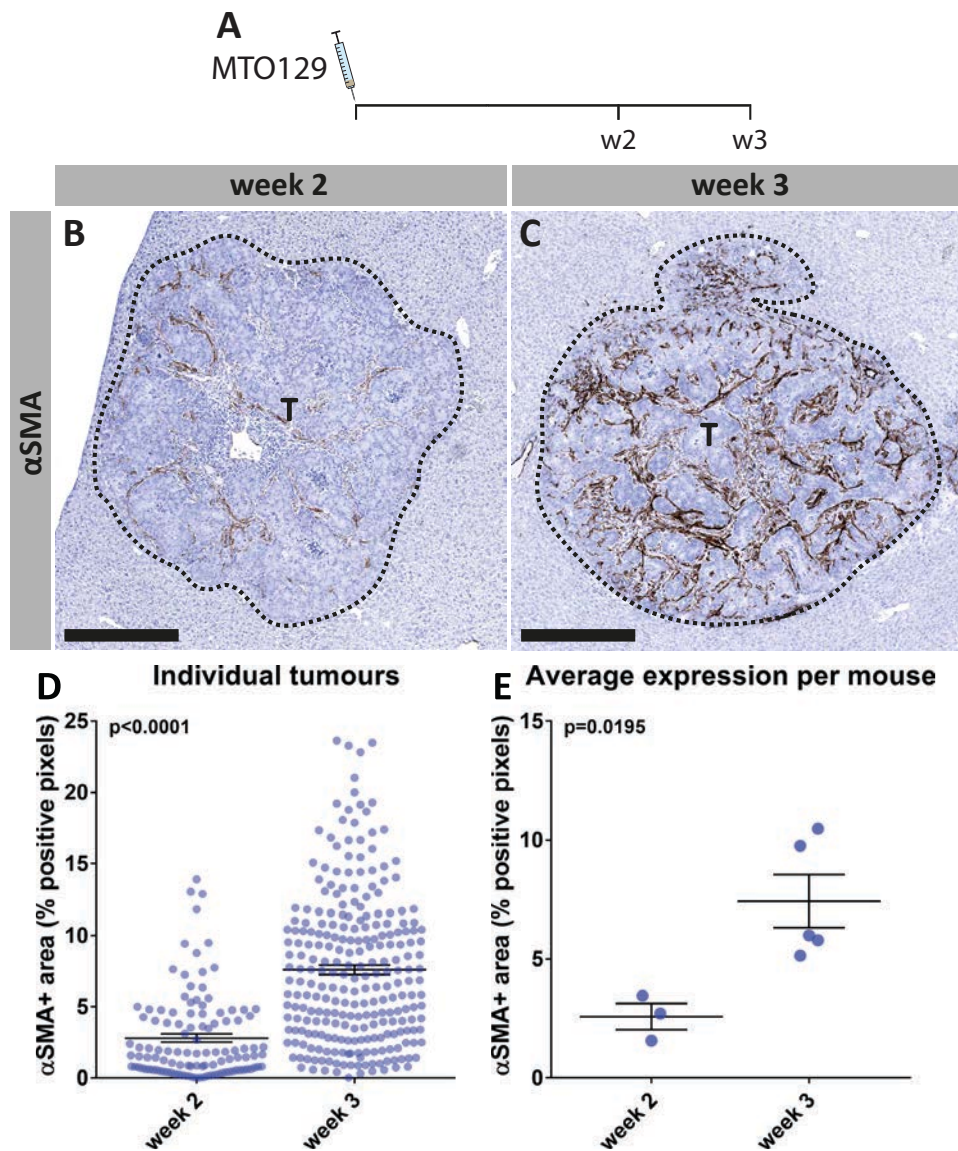 A
MTO129
w2 w3
week 2 week 3
αSMA
B C
T T
D Individual tumours
p<0.0001
αSMA+ area (% positive pixels)
25
20
15
10
5
0
week 2 week 3
E Average expression per mouse
p=0.0195
αSMA+ area (% positive pixels)
15
10
5
0
week 2 week 3